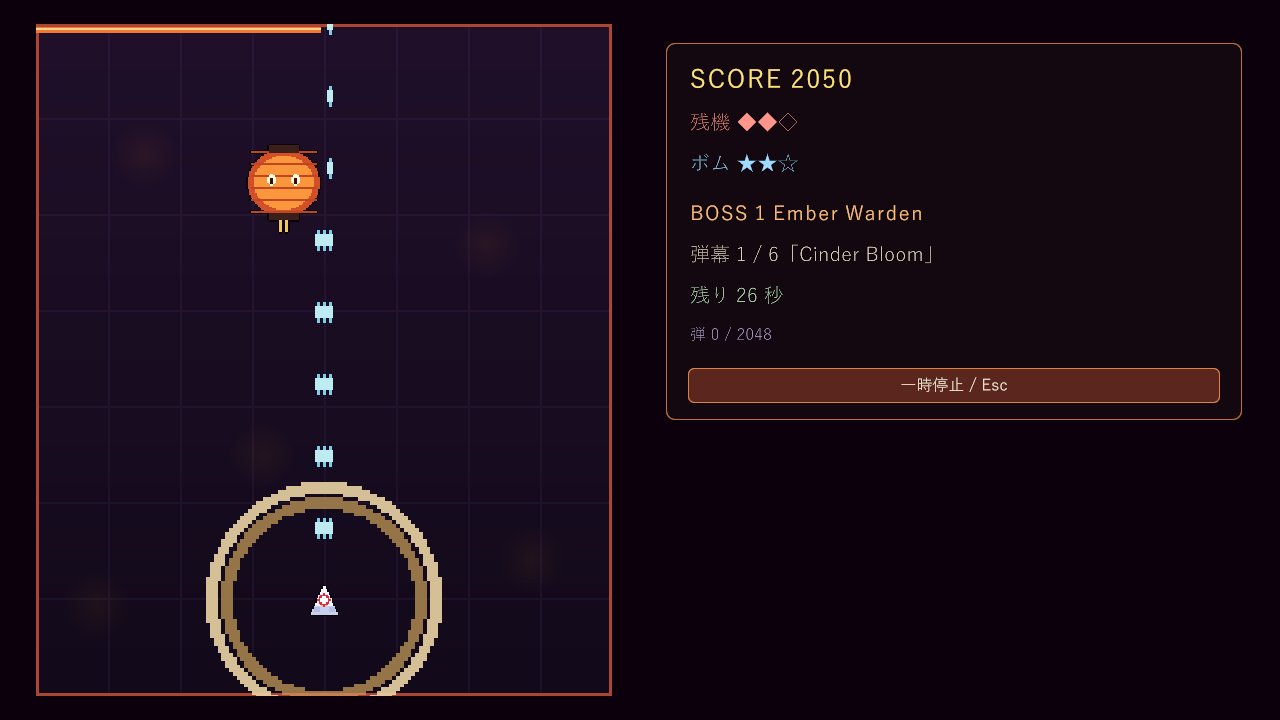 SCORE 2050
残機 ◆◆◇
ボム ★★☆
BOSS 1 Ember Warden
弾幕 1 / 6「Cinder Bloom」
残り 26 秒
弾 0 / 2048
一時停止 / Esc